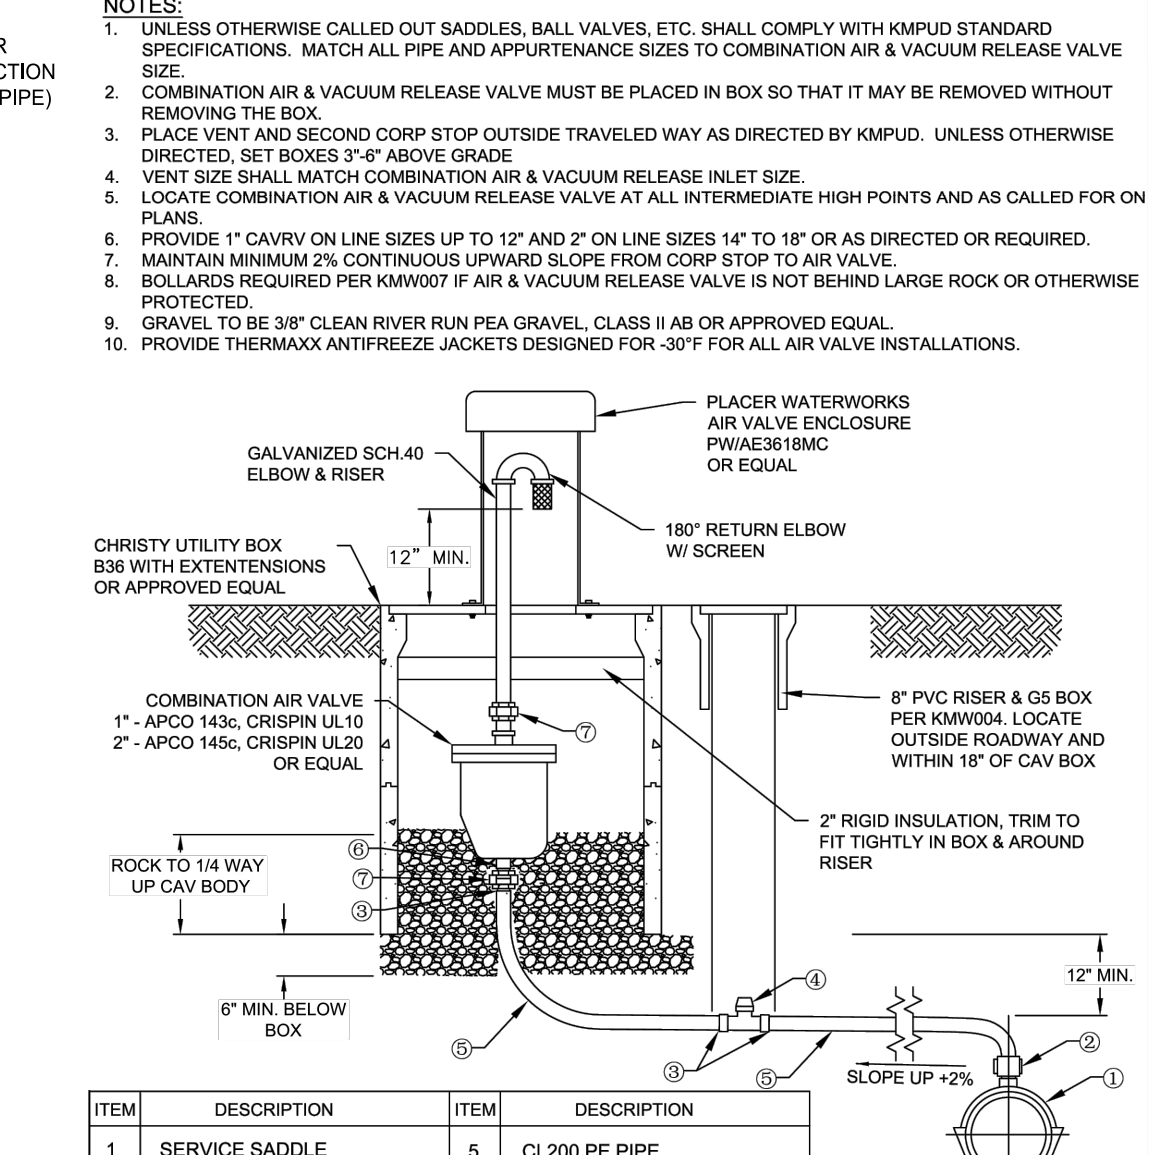 NOTES:
R
CTION
PIPE)
1. UNLESS OTHERWISE CALLED OUT SADDLES, BALL VALVES, ETC. SHALL COMPLY WITH KMPUD STANDARD
SPECIFICATIONS. MATCH ALL PIPE AND APPURTENANCE SIZES TO COMBINATION AIR & VACUUM RELEASE VALVE
SIZE.
2. COMBINATION AIR & VACUUM RELEASE VALVE MUST BE PLACED IN BOX SO THAT IT MAY BE REMOVED WITHOUT
REMOVING THE BOX.
3. PLACE VENT AND SECOND CORP STOP OUTSIDE TRAVELED WAY AS DIRECTED BY KMPUD. UNLESS OTHERWISE
DIRECTED, SET BOXES 3"-6" ABOVE GRADE
4. VENT SIZE SHALL MATCH COMBINATION AIR & VACUUM RELEASE INLET SIZE.
5. LOCATE COMBINATION AIR & VACUUM RELEASE VALVE AT ALL INTERMEDIATE HIGH POINTS AND AS CALLED FOR ON
PLANS.
6. PROVIDE 1" CAVRV ON LINE SIZES UP TO 12" AND 2" ON LINE SIZES 14" TO 18" OR AS DIRECTED OR REQUIRED.
7. MAINTAIN MINIMUM 2% CONTINUOUS UPWARD SLOPE FROM CORP STOP TO AIR VALVE.
8. BOLLARDS REQUIRED PER KMW007 IF AIR & VACUUM RELEASE VALVE IS NOT BEHIND LARGE ROCK OR OTHERWISE
PROTECTED.
9. GRAVEL TO BE 3/8" CLEAN RIVER RUN PEA GRAVEL, CLASS II AB OR APPROVED EQUAL.
10. PROVIDE THERMAXX ANTIFREEZE JACKETS DESIGNED FOR -30°F FOR ALL AIR VALVE INSTALLATIONS.
PLACER WATERWORKS
AIR VALVE ENCLOSURE
PW/AE3618MC
OR EQUAL
GALVANIZED SCH.40
ELBOW & RISER
180° RETURN ELBOW
W/ SCREEN
12" MIN.
CHRISTY UTILITY BOX
B36 WITH EXTENTENSIONS
OR APPROVED EQUAL
COMBINATION AIR VALVE
1" - APCO 143c, CRISPIN UL10
2" - APCO 145c, CRISPIN UL20
OR EQUAL
⑦
8" PVC RISER & G5 BOX
PER KMW004. LOCATE
OUTSIDE ROADWAY AND
WITHIN 18" OF CAV BOX
2" RIGID INSULATION, TRIM TO
FIT TIGHTLY IN BOX & AROUND
RISER
ROCK TO 1/4 WAY
UP CAV BODY
⑥
⑦
③
6" MIN. BELOW
BOX
12" MIN.
④
⑤
③
⑤
②
①
SLOPE UP +2%
ITEM DESCRIPTION ITEM DESCRIPTION
1 SERVICE SADDLE 5 CL200 PE PIPE